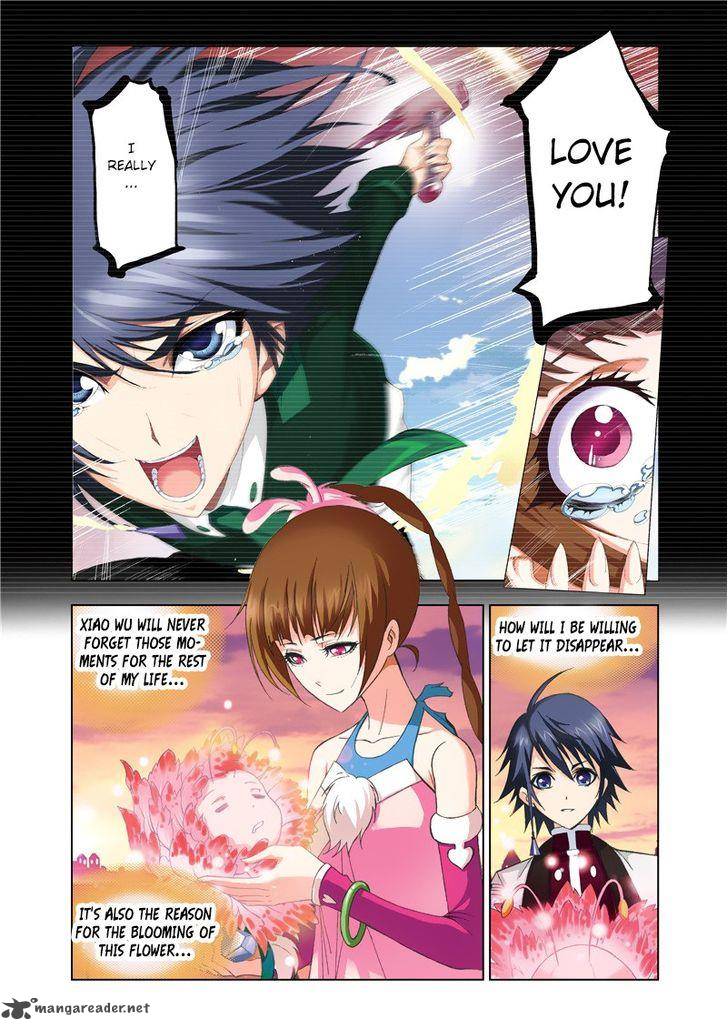 I
REALLY
...
LOVE
YOU!
XIAO WU WILL NEVER
FORGET THOSE MO-
MENTS FOR THE REST
OF MY LIFE...
HOW WILL I BE WILLING
TO LET IT DISAPPEAR...
IT'S ALSO THE REASON
FOR THE BLOOMING OF
THIS FLOWER...
mangareader.net